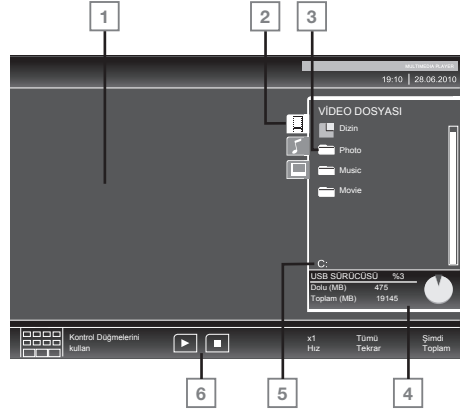 1
2
3
MULTIMEDIA PLAYER
19:10 | 28.06.2010
VİDEO DOSYASI
Dizin
Photo
Music
Movie
C:
USB SÜRÜCÜSÜ %3
Dolu (MB) 475
Toplam (MB) 19145
Kontrol Düğmelerini
kullan
x1 Tümü Şimdi
Hız Tekrar Toplam
6
5
4